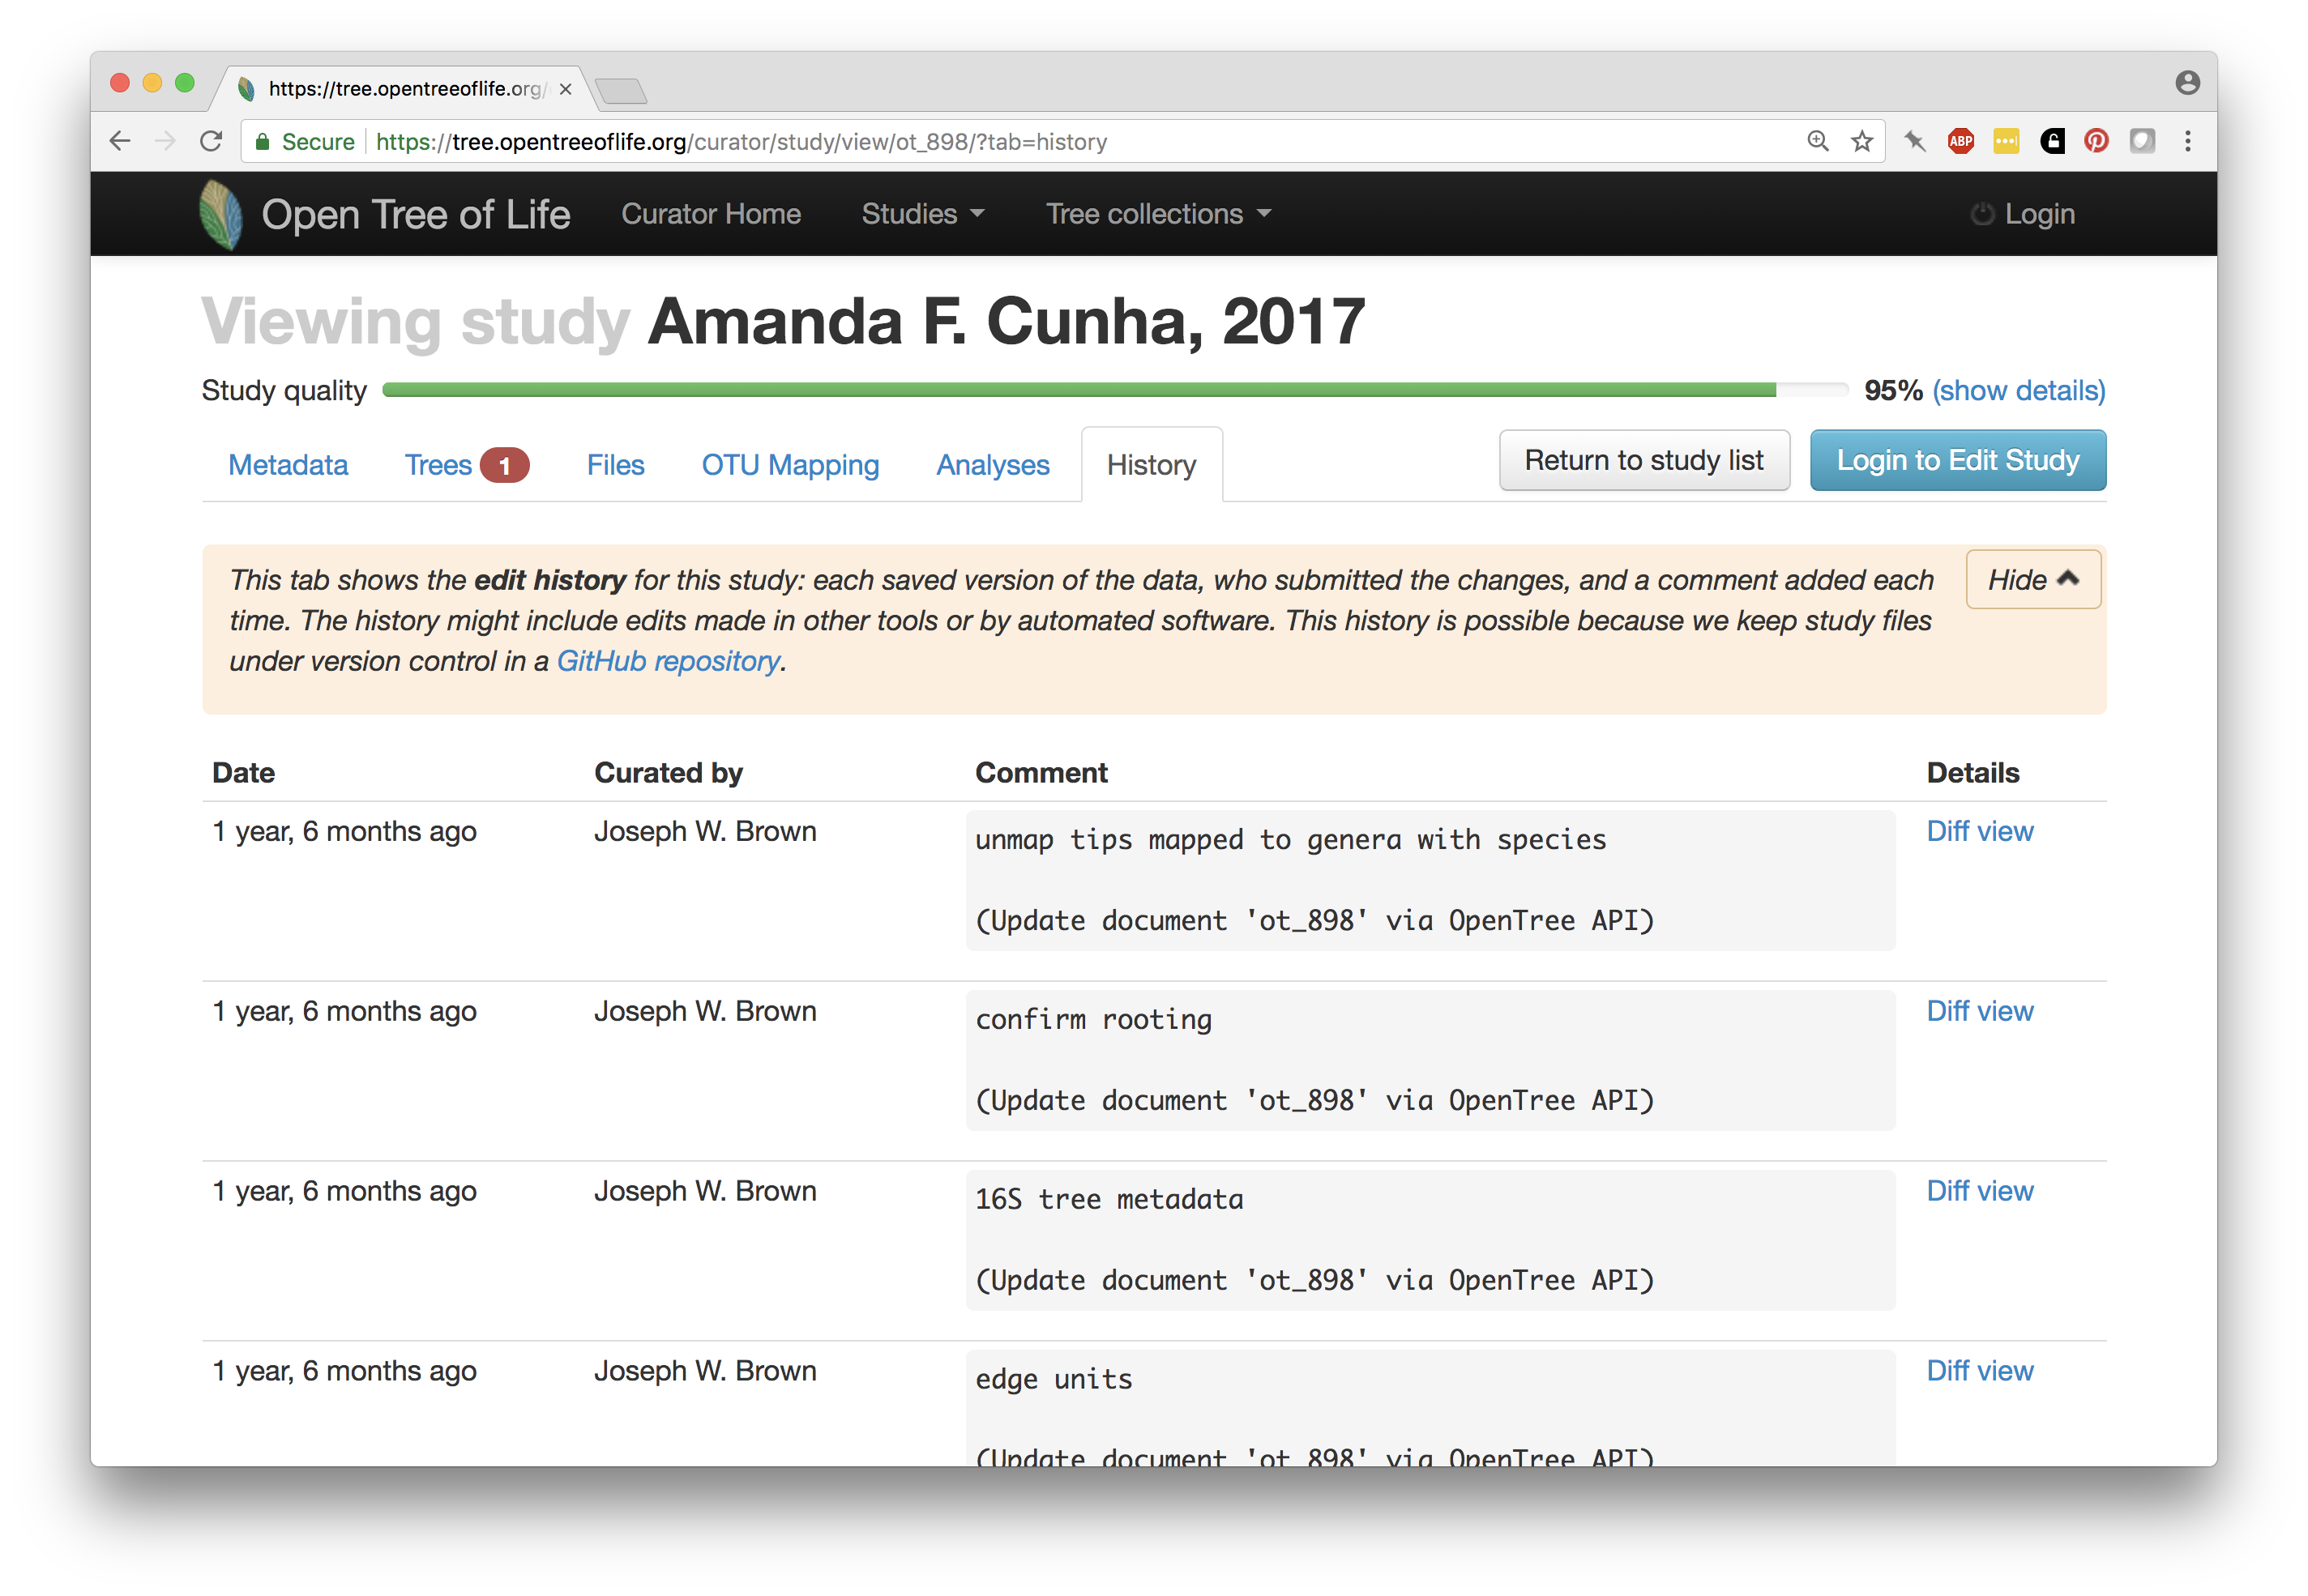 https://tree.opentreeoflife.org/
Secure https://tree.opentreeoflife.org/curator/study/view/ot_898/?tab=history
ABP
Open Tree of Life Curator Home Studies Tree collections Login
Viewing study Amanda F. Cunha, 2017
Study quality 95% (show details)
Metadata Trees 1 Files OTU Mapping Analyses History Return to study list Login to Edit Study
This tab shows the edit history for this study: each saved version of the data, who submitted the changes, and a comment added each Hide
time. The history might include edits made in other tools or by automated software. This history is possible because we keep study files
under version control in a GitHub repository.
Date Curated by Comment Details
1 year, 6 months ago Joseph W. Brown unmap tips mapped to genera with species Diff view
(Update document 'ot_898' via OpenTree API)
1 year, 6 months ago Joseph W. Brown confirm rooting Diff view
(Update document 'ot_898' via OpenTree API)
1 year, 6 months ago Joseph W. Brown 16S tree metadata Diff view
(Update document 'ot_898' via OpenTree API)
1 year, 6 months ago Joseph W. Brown edge units Diff view
(Update document 'ot_898' via OpenTree API)